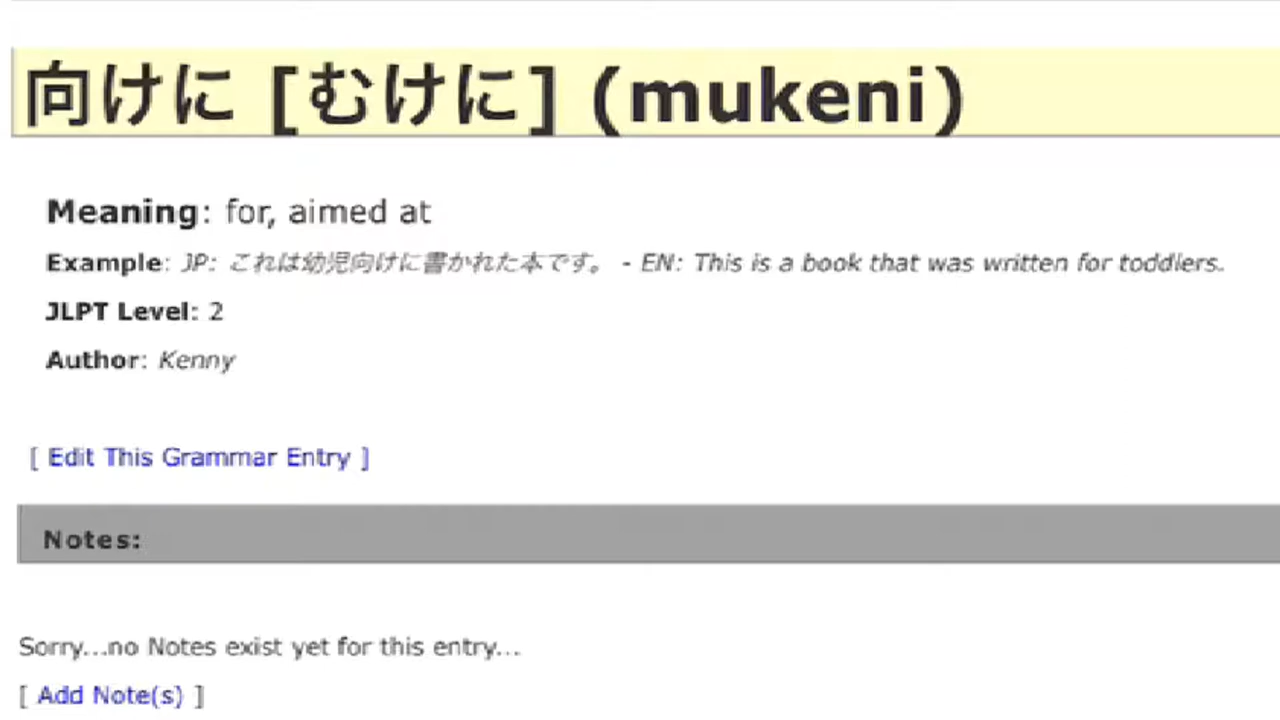 向けに [むけに] (mukeni)
Meaning: for, aimed at
Example: JP: これは幼児向けに書かれた本です。 - EN: This is a book that was written for toddlers.
JLPT Level: 2
Author: Kenny
[ Edit This Grammar Entry ]
Notes:
Sorry...no Notes exist yet for this entry...
[ Add Note(s) ]